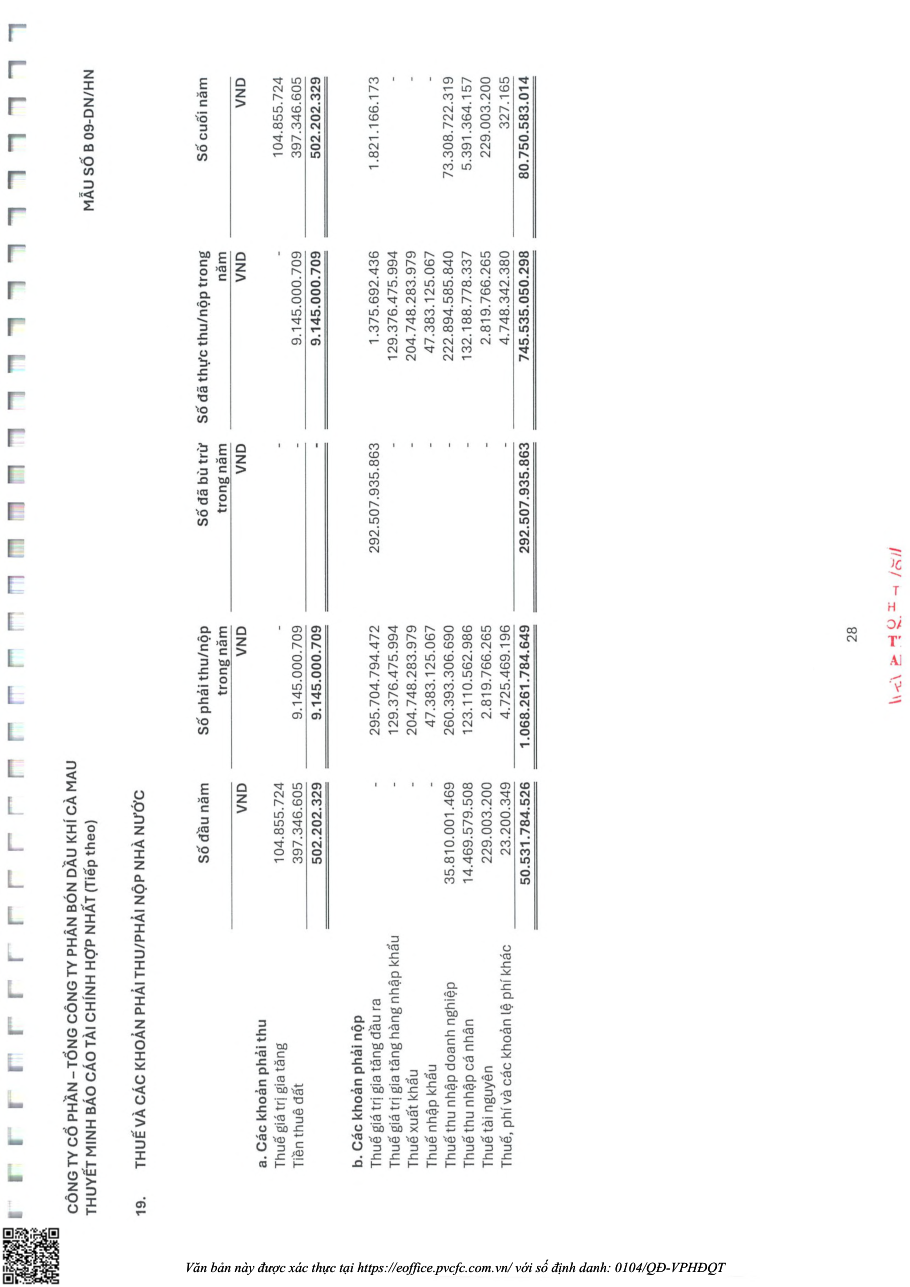 CÔNG TY CỔ PHẦN – TỔNG CÔNG TY PHÂN BÓN DẦU KHÍ CÀ MAU
THUYẾT MINH BÁO CÁO TÀI CHÍNH HỢP NHẤT (Tiếp theo)
MẪU SỐ B 09-DN/HN
19. THUẾ VÀ CÁC KHOẢN PHẢI THU/PHẢI NỘP NHÀ NƯỚC
Số đầu năm Số phải thu/nộp trong năm Số đã bù trừ trong năm Số đã thực thu/nộp trong năm Số cuối năm
VND VND VND VND VND
a. Các khoản phải thu
Thuế giá trị gia tăng 104.855.724 - - - 104.855.724
Tiền thuê đất 397.346.605 9.145.000.709 - 9.145.000.709 397.346.605
502.202.329 9.145.000.709 - 9.145.000.709 502.202.329
b. Các khoản phải nộp
Thuế giá trị gia tăng đầu ra - 295.704.794.472 292.507.935.863 1.375.692.436 1.821.166.173
Thuế giá trị gia tăng hàng nhập khẩu - 129.376.475.994 - 129.376.475.994 -
Thuế xuất khẩu - 204.748.283.979 - 204.748.283.979 -
Thuế nhập khẩu - 47.383.125.067 - 47.383.125.067 -
Thuế thu nhập doanh nghiệp 35.810.001.469 260.393.306.690 - 222.894.585.840 73.308.722.319
Thuế thu nhập cá nhân 14.469.579.508 123.110.562.986 - 132.188.778.337 5.391.364.157
Thuế tài nguyên 229.003.200 2.819.766.265 - 2.819.766.265 229.003.200
Thuế, phí và các khoản lệ phí khác 23.200.349 4.725.469.196 - 4.748.342.380 327.165
50.531.784.526 1.068.261.784.649 292.507.935.863 745.535.050.298 80.750.583.014
28
Văn bản này được xác thực tại https://eoffice.pvcfc.com.vn/ với số định danh: 0104/QĐ-VPHĐQT